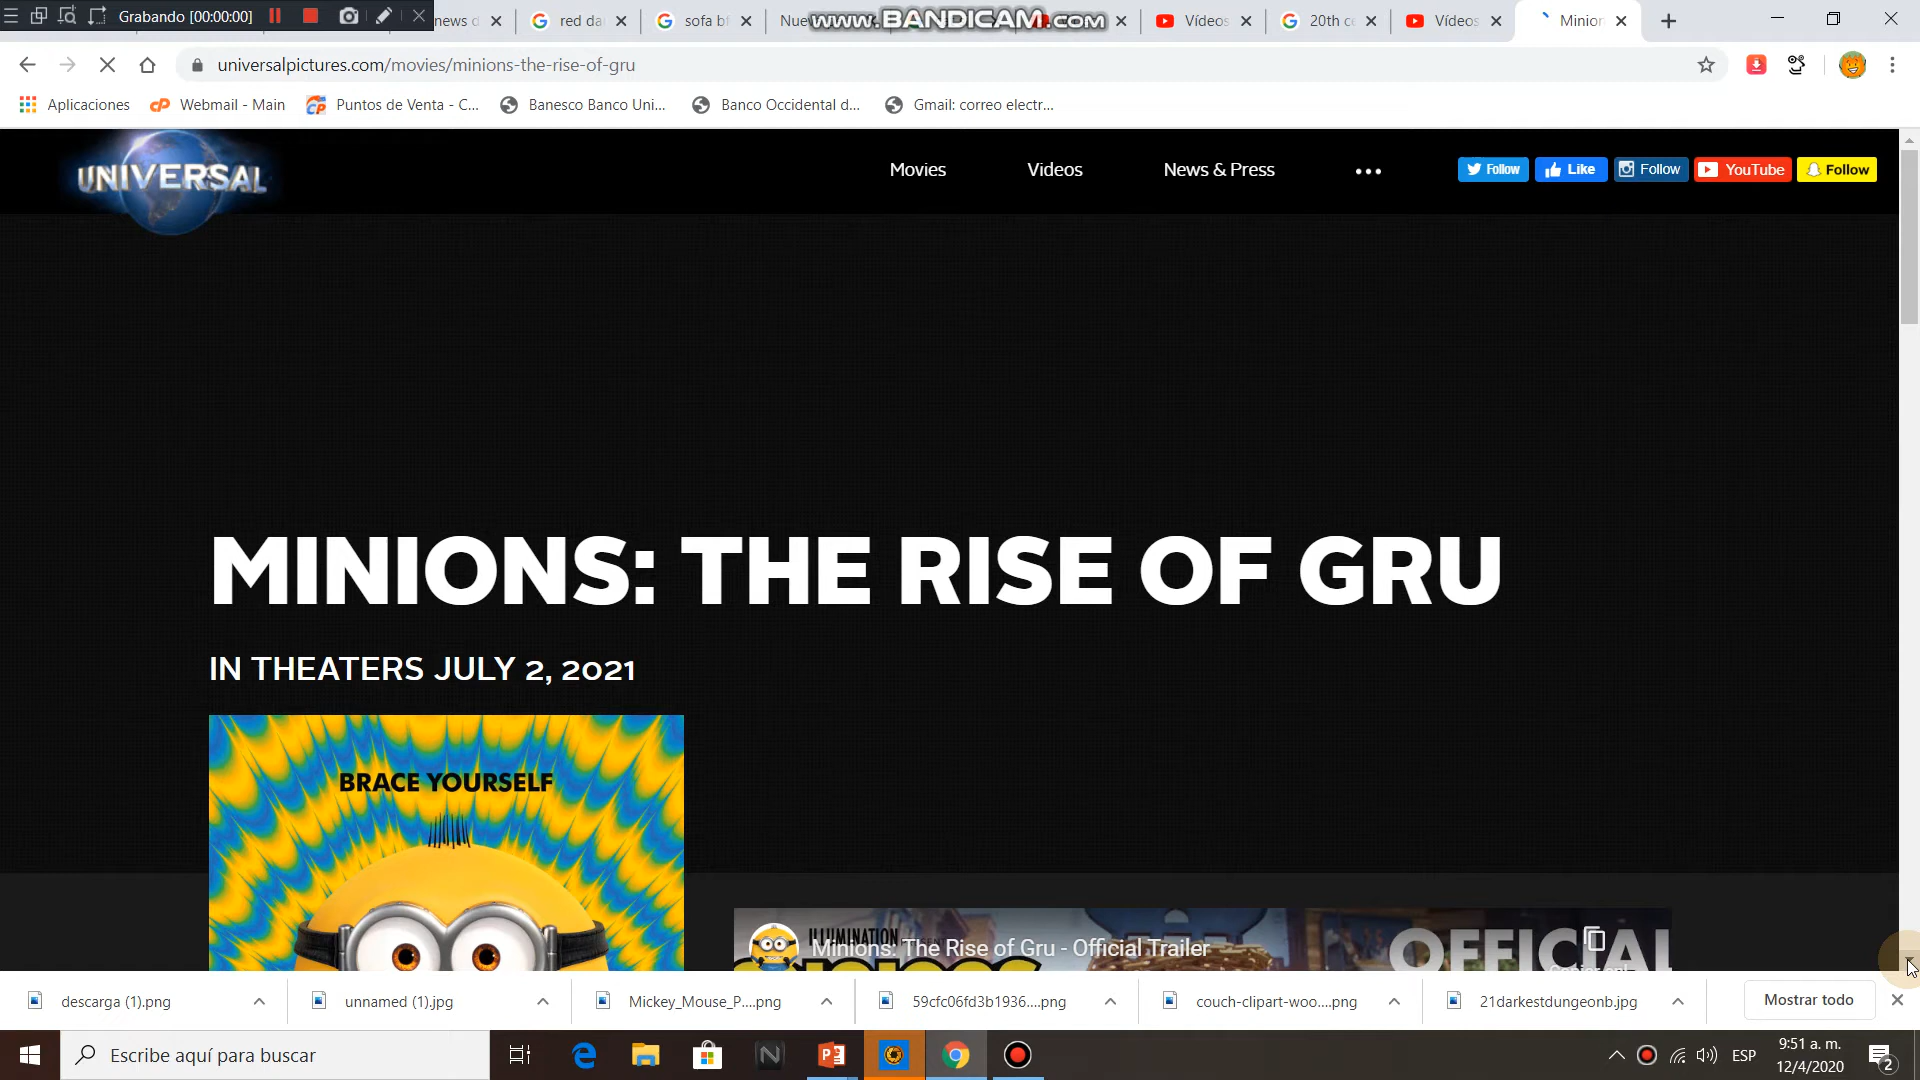 Grabando [00:00:00]
news d
red da
sofa bl
Nue
www.BANDICAM.com
Vídeos
20th c
Vídeos
Minion
universalpictures.com/movies/minions-the-rise-of-gru
Aplicaciones
Webmail - Main
Puntos de Venta - C...
Banesco Banco Uni...
Banco Occidental d...
Gmail: correo electr...
UNIVERSAL
Movies
Videos
News & Press
Follow
Like
Follow
YouTube
Follow
MINIONS: THE RISE OF GRU
IN THEATERS JULY 2, 2021
BRACE YOURSELF
ILLUMINATION
Minions: The Rise of Gru - Official Trailer
OFFICIAL
descarga (1).png
unnamed (1).jpg
Mickey_Mouse_P....png
59cfc06fd3b1936....png
couch-clipart-woo....png
21darkestdungeonb.jpg
Mostrar todo
Escribe aquí para buscar
ESP
9:51 a. m.
12/4/2020
2